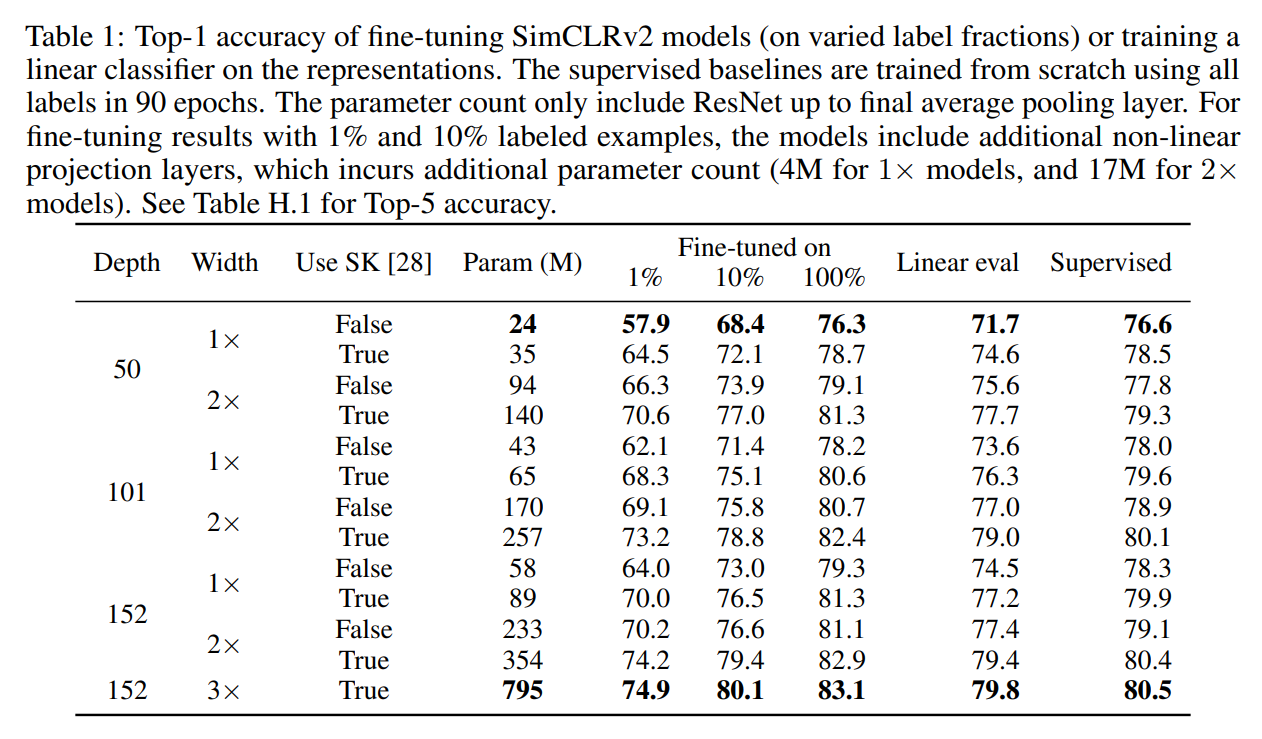 Table 1: Top-1 accuracy of fine-tuning SimCLRv2 models (on varied label fractions) or training a
linear classifier on the representations. The supervised baselines are trained from scratch using all
labels in 90 epochs. The parameter count only include ResNet up to final average pooling layer. For
fine-tuning results with 1% and 10% labeled examples, the models include additional non-linear
projection layers, which incurs additional parameter count (4M for 1× models, and 17M for 2×
models). See Table H.1 for Top-5 accuracy.
Depth Width Use SK [28] Param (M) Fine-tuned on Linear eval Supervised
1% 10% 100%
50 1× False 24 57.9 68.4 76.3 71.7 76.6
True 35 64.5 72.1 78.7 74.6 78.5
2× False 94 66.3 73.9 79.1 75.6 77.8
True 140 70.6 77.0 81.3 77.7 79.3
101 1× False 43 62.1 71.4 78.2 73.6 78.0
True 65 68.3 75.1 80.6 76.3 79.6
2× False 170 69.1 75.8 80.7 77.0 78.9
True 257 73.2 78.8 82.4 79.0 80.1
152 1× False 58 64.0 73.0 79.3 74.5 78.3
True 89 70.0 76.5 81.3 77.2 79.9
2× False 233 70.2 76.6 81.1 77.4 79.1
True 354 74.2 79.4 82.9 79.4 80.4
152 3× True 795 74.9 80.1 83.1 79.8 80.5